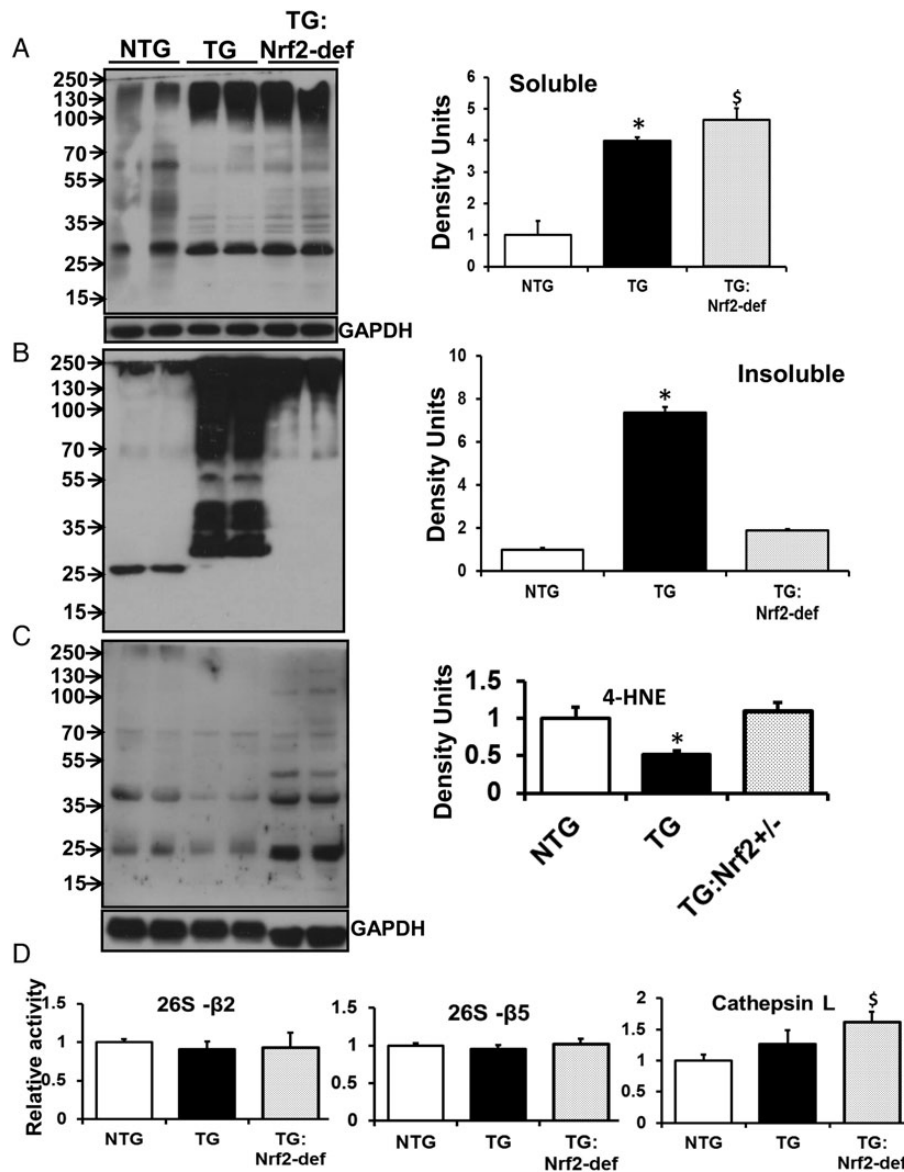 A
NTG TG TG:
Nrf2-def
250
130
100
70
55
35
25
15
GAPDH
Soluble
Density Units
6
5
4
3
2
1
0
*
$
NTG TG TG:
Nrf2-def
B
250
130
100
70
55
35
25
15
Insoluble
Density Units
10
8
6
4
2
0
*
NTG TG TG:
Nrf2-def
C
250
130
100
70
55
35
25
15
GAPDH
4-HNE
Density Units
1.5
1
0.5
0
*
NTG TG TG:Nrf2+/-
D
Relative activity
26S -β2
1.5
1
0.5
0
NTG TG TG:
Nrf2-def
26S -β5
1.5
1
0.5
0
NTG TG TG:
Nrf2-def
Cathepsin L
2
1.5
1
0.5
0
$
NTG TG TG:
Nrf2-def